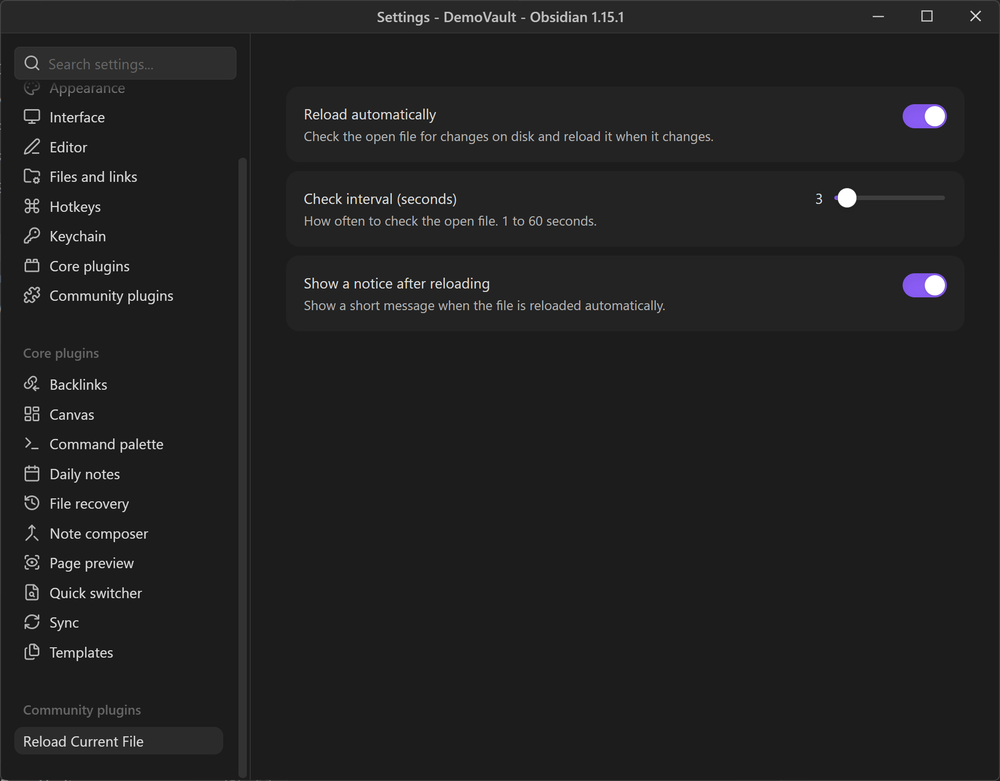 Settings - DemoVault - Obsidian 1.15.1
Search settings...
Appearance
Interface
Editor
Files and links
Hotkeys
Keychain
Core plugins
Community plugins
Core plugins
Backlinks
Canvas
Command palette
Daily notes
File recovery
Note composer
Page preview
Quick switcher
Sync
Templates
Community plugins
Reload Current File
Reload automatically
Check the open file for changes on disk and reload it when it changes.
Check interval (seconds)
3
How often to check the open file. 1 to 60 seconds.
Show a notice after reloading
Show a short message when the file is reloaded automatically.